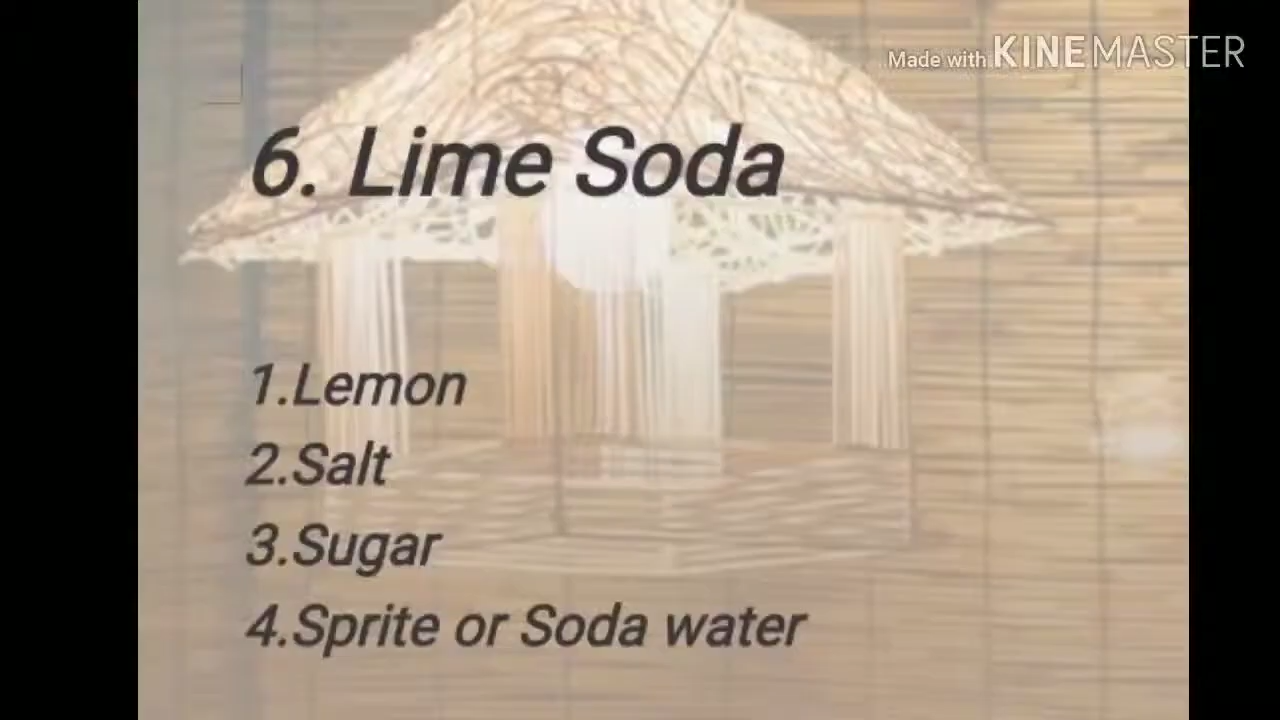 Made with KINEMASTER
6. Lime Soda
1.Lemon
2.Salt
3.Sugar
4.Sprite or Soda water